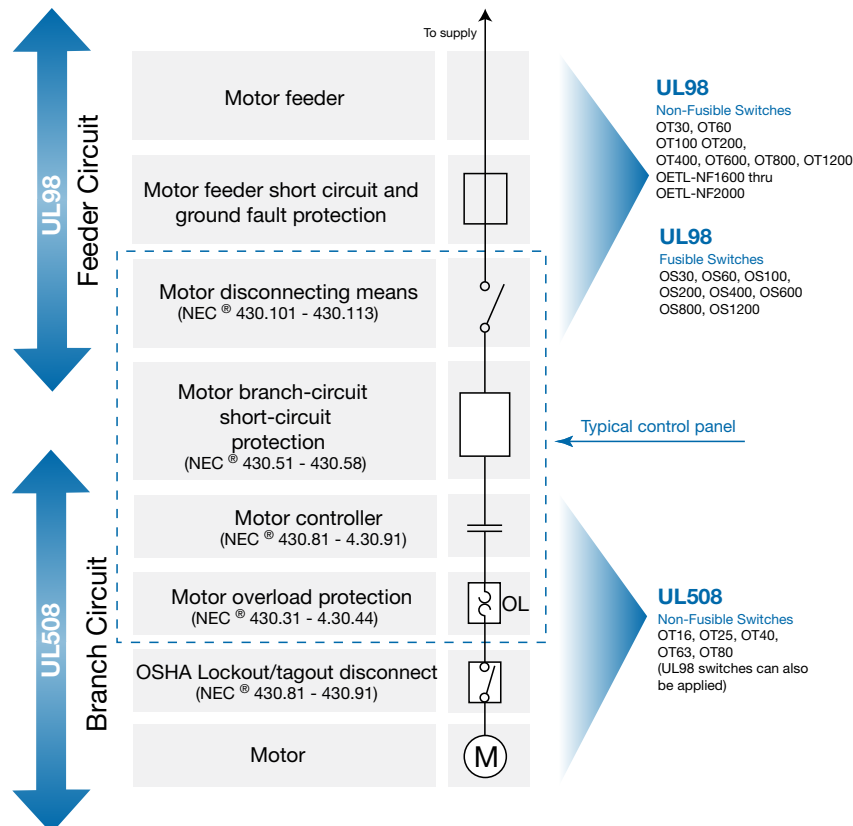 To supply
UL98
Feeder Circuit
Motor feeder
Motor feeder short circuit and
ground fault protection
Motor disconnecting means
(NEC ® 430.101 - 430.113)
Motor branch-circuit
short-circuit
protection
(NEC ® 430.51 - 430.58)
Motor controller
(NEC ® 430.81 - 4.30.91)
Motor overload protection
(NEC ® 430.31 - 4.30.44)
OL
OSHA Lockout/tagout disconnect
(NEC ® 430.81 - 430.91)
Motor
M
UL508
Branch Circuit
UL98
Non-Fusible Switches
OT30, OT60
OT100 OT200,
OT400, OT600, OT800, OT1200
OETL-NF1600 thru
OETL-NF2000
UL98
Fusible Switches
OS30, OS60, OS100,
OS200, OS400, OS600
OS800, OS1200
Typical control panel
UL508
Non-Fusible Switches
OT16, OT25, OT40,
OT63, OT80
(UL98 switches can also
be applied)